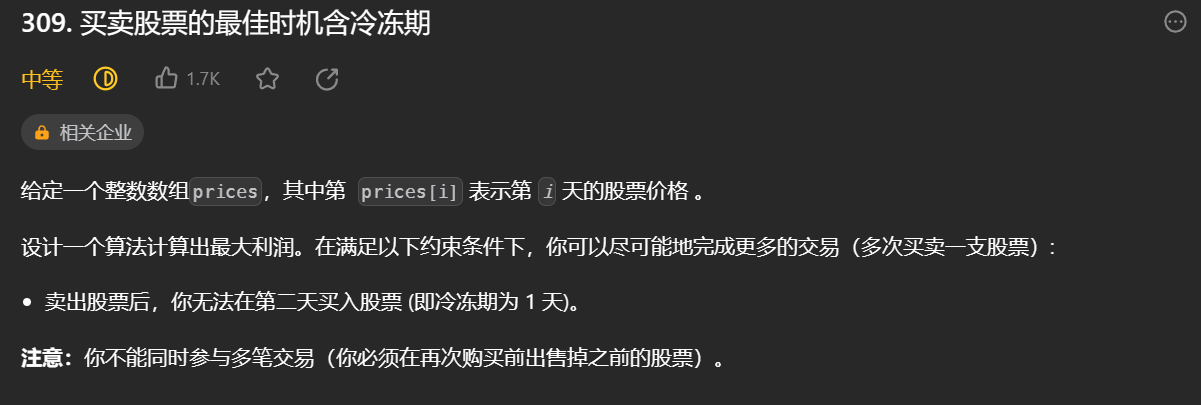 309. 买卖股票的最佳时机含冷冻期
中等 1.7K
相关企业
给定一个整数数组prices，其中第 prices[i] 表示第 i 天的股票价格 。
设计一个算法计算出最大利润。在满足以下约束条件下，你可以尽可能地完成更多的交易（多次买卖一支股票）:
• 卖出股票后，你无法在第二天买入股票 (即冷冻期为 1 天)。
注意：你不能同时参与多笔交易（你必须在再次购买前出售掉之前的股票）。